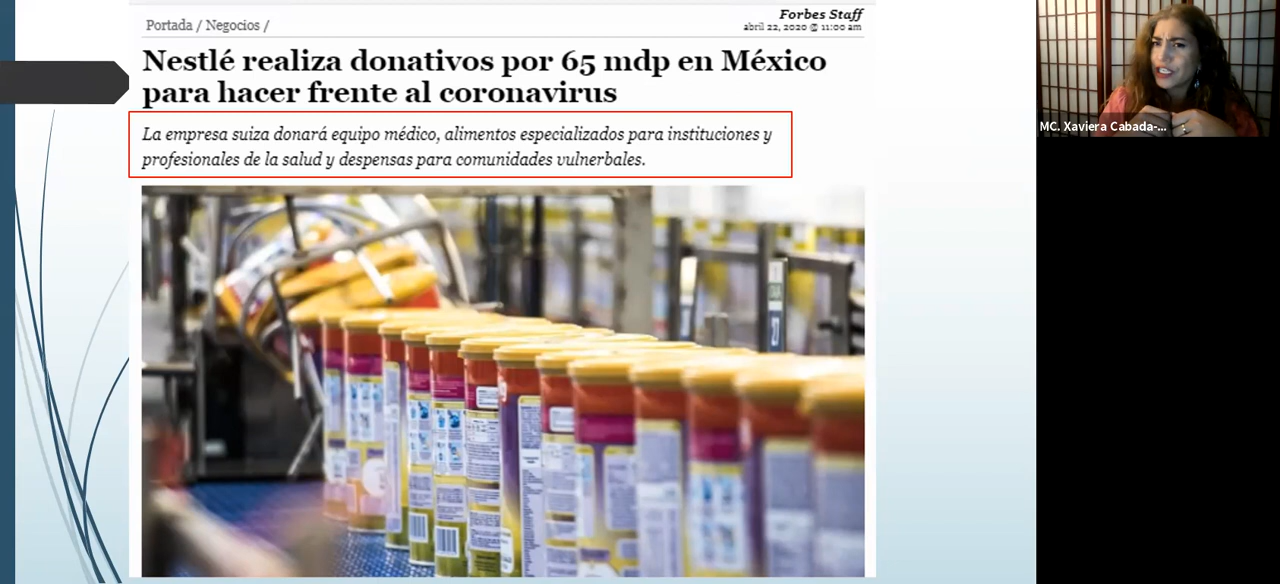 Portada / Negocios /
Forbes Staff
abril 22, 2020 @ 11:00 am
Nestlé realiza donativos por 65 mdp en México
para hacer frente al coronavirus
La empresa suiza donará equipo médico, alimentos especializados para instituciones y
profesionales de la salud y despensas para comunidades vulnerbales.
MC. Xaviera Cabada-...